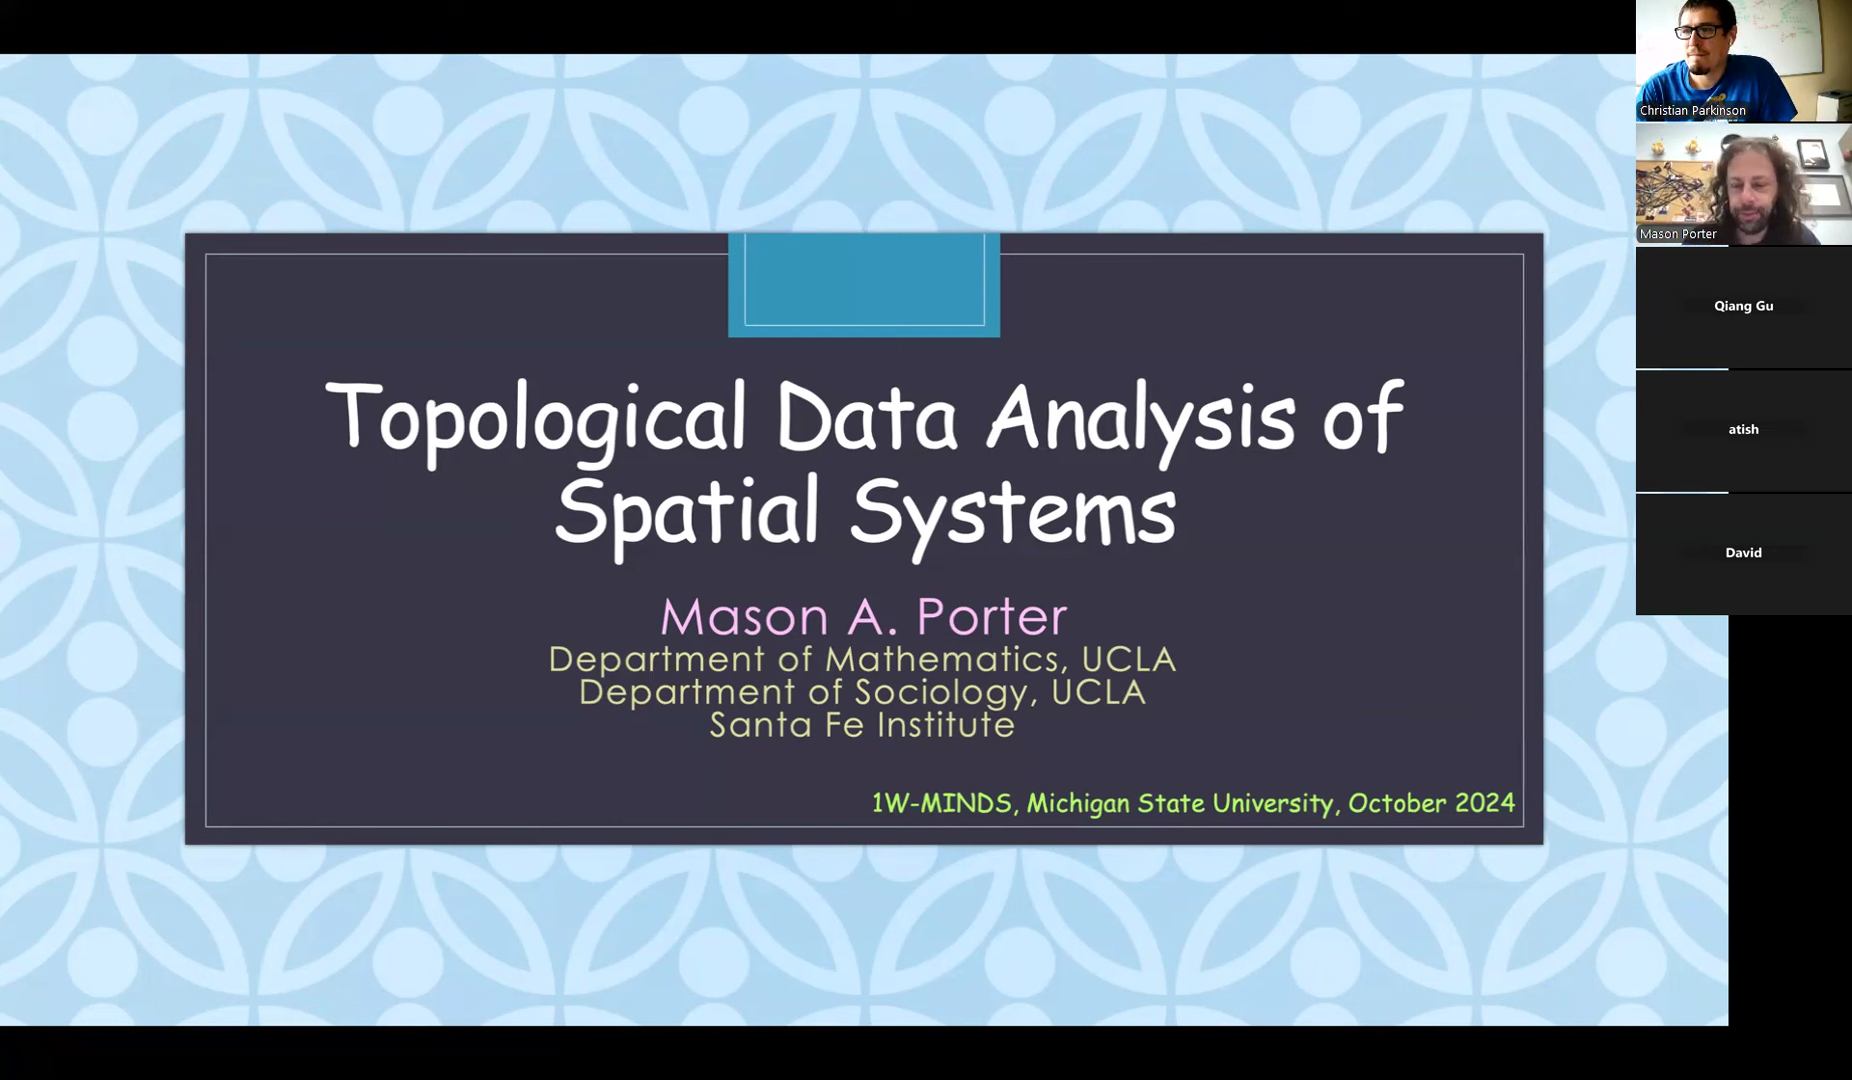 Topological Data Analysis of
Spatial Systems
Mason A. Porter
Department of Mathematics, UCLA
Department of Sociology, UCLA
Santa Fe Institute
1W-MINDS, Michigan State University, October 2024
Christian Parkinson
Mason Porter
Qiang Gu
atish
David